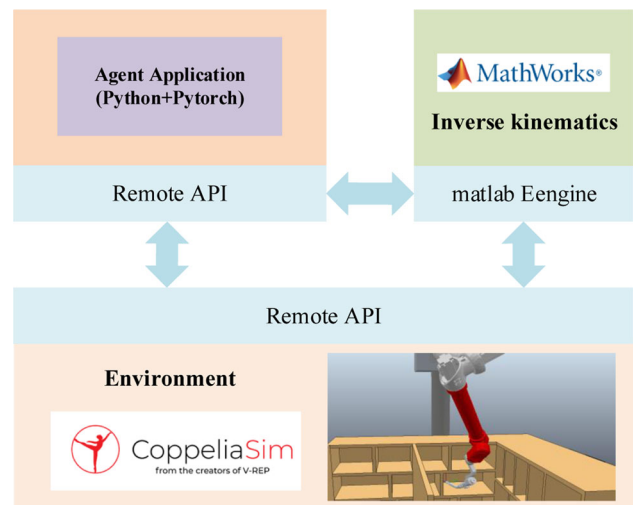 Agent Application
(Python+Pytorch)
MathWorks®
Inverse kinematics
Remote API
matlab Eengine
Remote API
Environment
CoppeliaSim
from the creators of V-REP